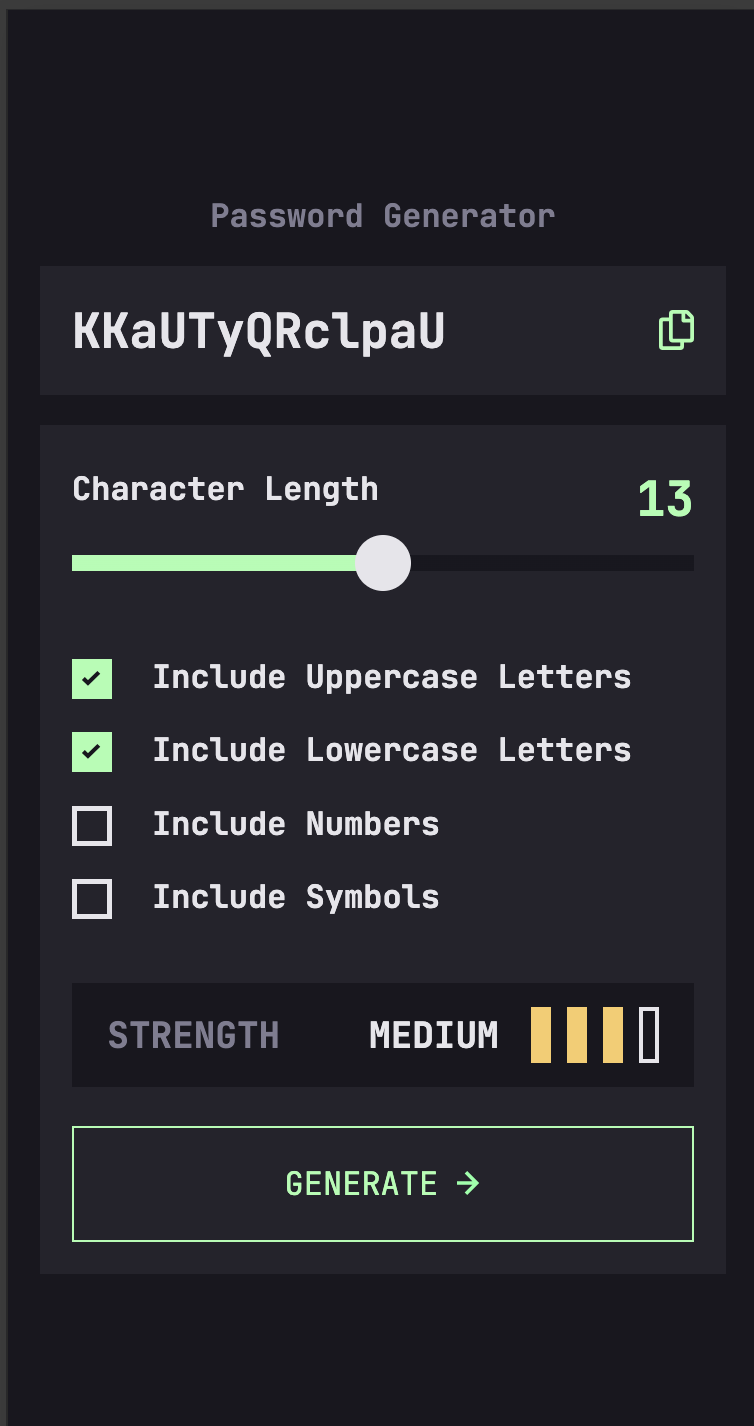 Password Generator
KKaUTyQRclpaU
Character Length
13
Include Uppercase Letters
Include Lowercase Letters
Include Numbers
Include Symbols
STRENGTH MEDIUM
GENERATE →